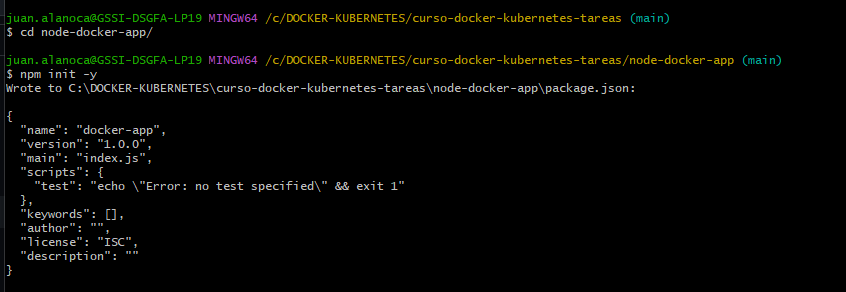 juan.alanoca@GSSI-DSGFA-LP19 MINGW64 /c/DOCKER-KUBERNETES/curso-docker-kubernetes-tareas (main)
$ cd node-docker-app/
juan.alanoca@GSSI-DSGFA-LP19 MINGW64 /c/DOCKER-KUBERNETES/curso-docker-kubernetes-tareas/node-docker-app (main)
$ npm init -y
Wrote to C:\DOCKER-KUBERNETES\curso-docker-kubernetes-tareas\node-docker-app\package.json:
{
  "name": "docker-app",
  "version": "1.0.0",
  "main": "index.js",
  "scripts": {
    "test": "echo \"Error: no test specified\" && exit 1"
  },
  "keywords": [],
  "author": "",
  "license": "ISC",
  "description": ""
}